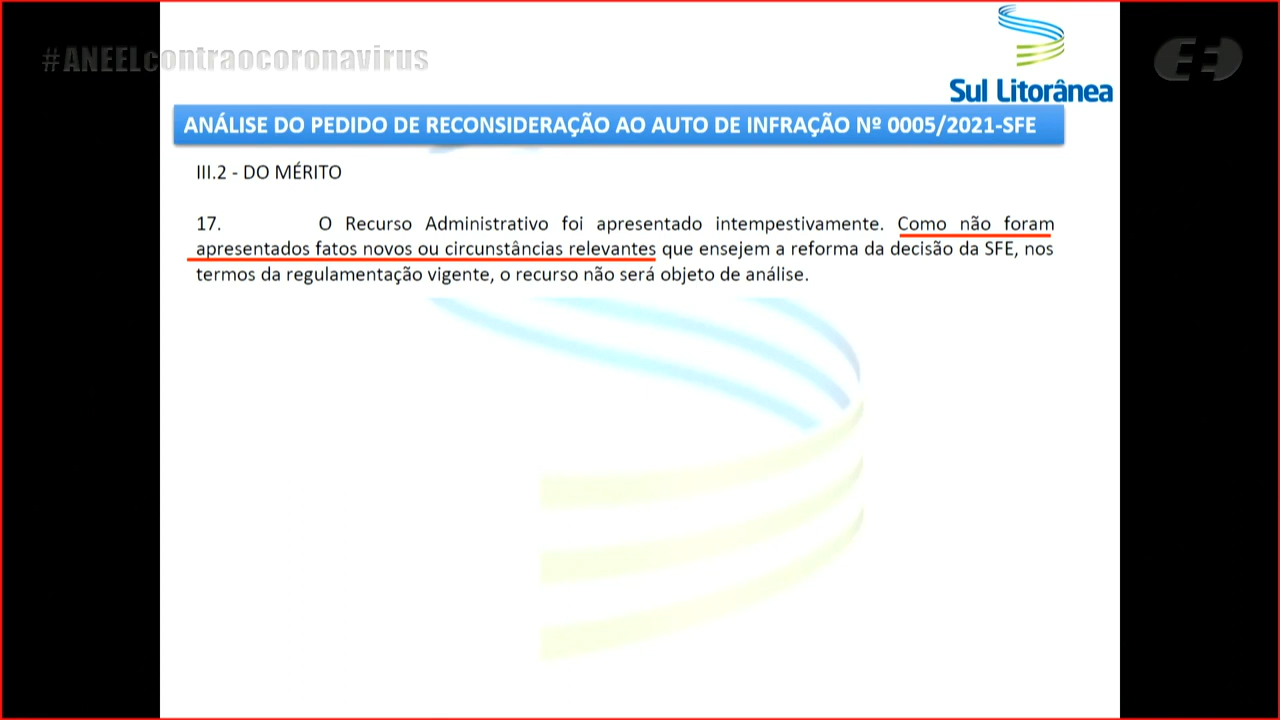 #ANEELcontraocoronavirus
Sul Litorânea
ANÁLISE DO PEDIDO DE RECONSIDERAÇÃO AO AUTO DE INFRAÇÃO Nº 0005/2021-SFE
III.2 - DO MÉRITO
17. O Recurso Administrativo foi apresentado intempestivamente. Como não foram
apresentados fatos novos ou circunstâncias relevantes que ensejem a reforma da decisão da SFE, nos
termos da regulamentação vigente, o recurso não será objeto de análise.